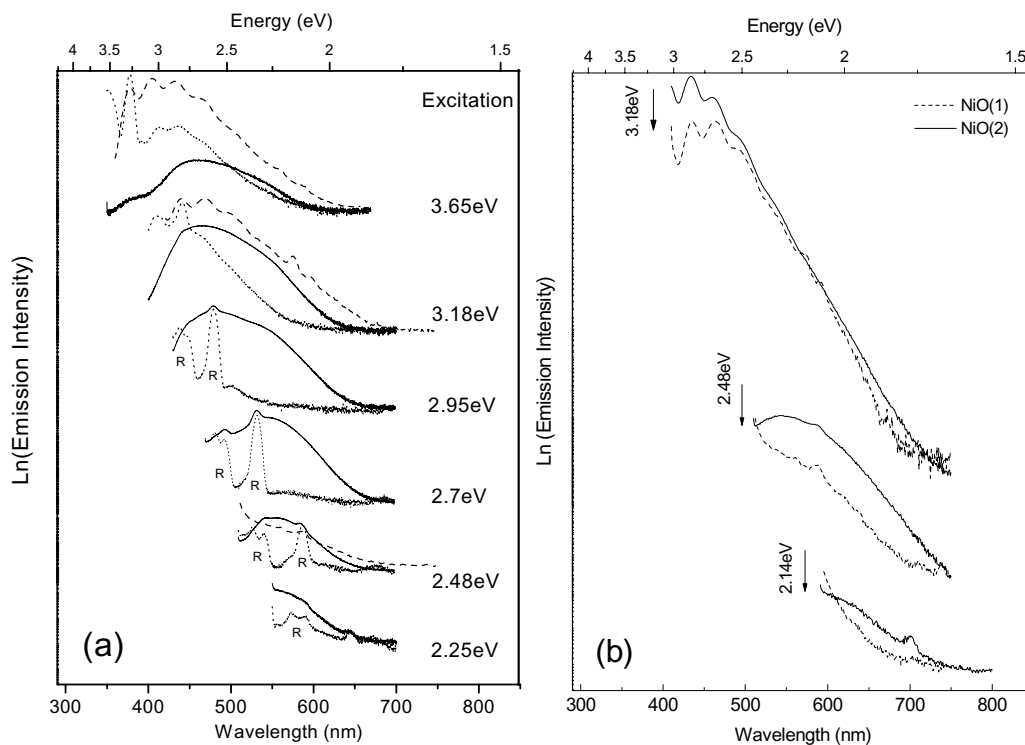 Energy (eV)
4 3.5 3 2.5 2 1.5
Ln(Emission Intensity)
Excitation
3.65eV
3.18eV
R R
2.95eV
R R
2.7eV
R R
2.48eV
R
2.25eV
(a)
300 400 500 600 700 800
Wavelength (nm)
Energy (eV)
4 3.5 3 2.5 2 1.5
Ln (Emission Intensity)
3.18eV
NiO(1)
NiO(2)
2.48eV
2.14eV
(b)
300 400 500 600 700 800
Wavelength (nm)